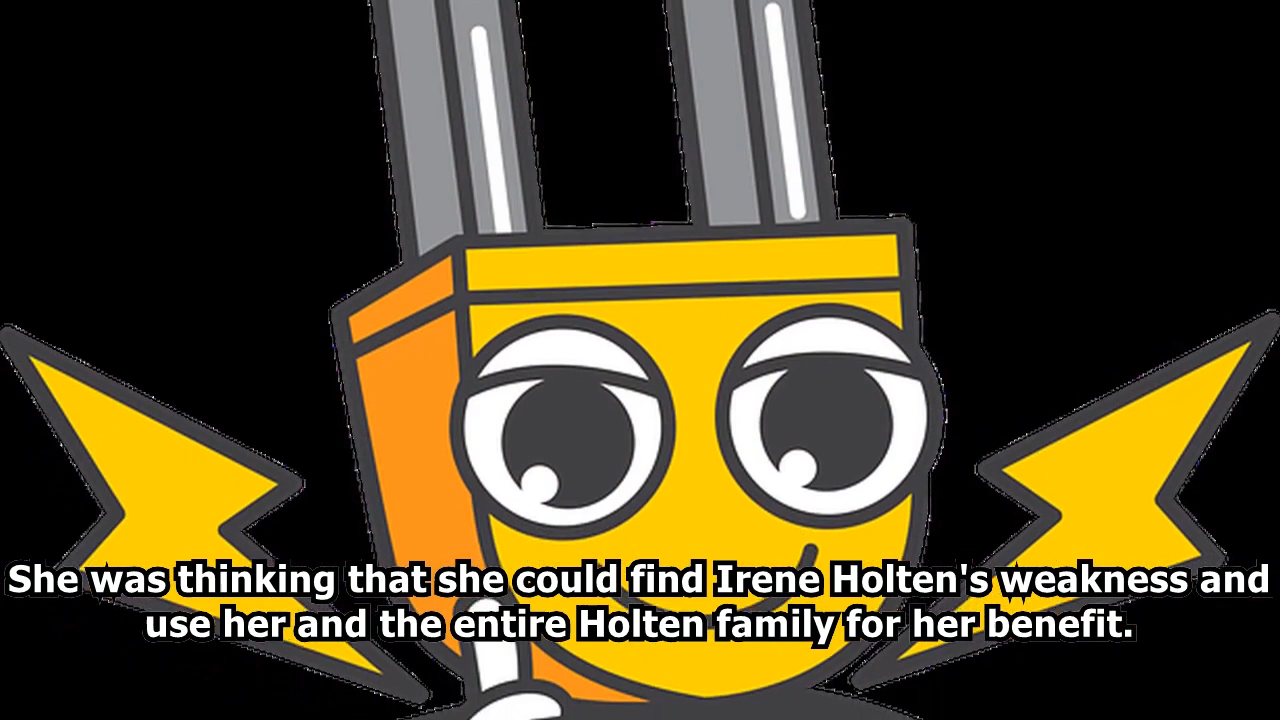 She was thinking that she could find Irene Holten's weakness and
use her and the entire Holten family for her benefit.